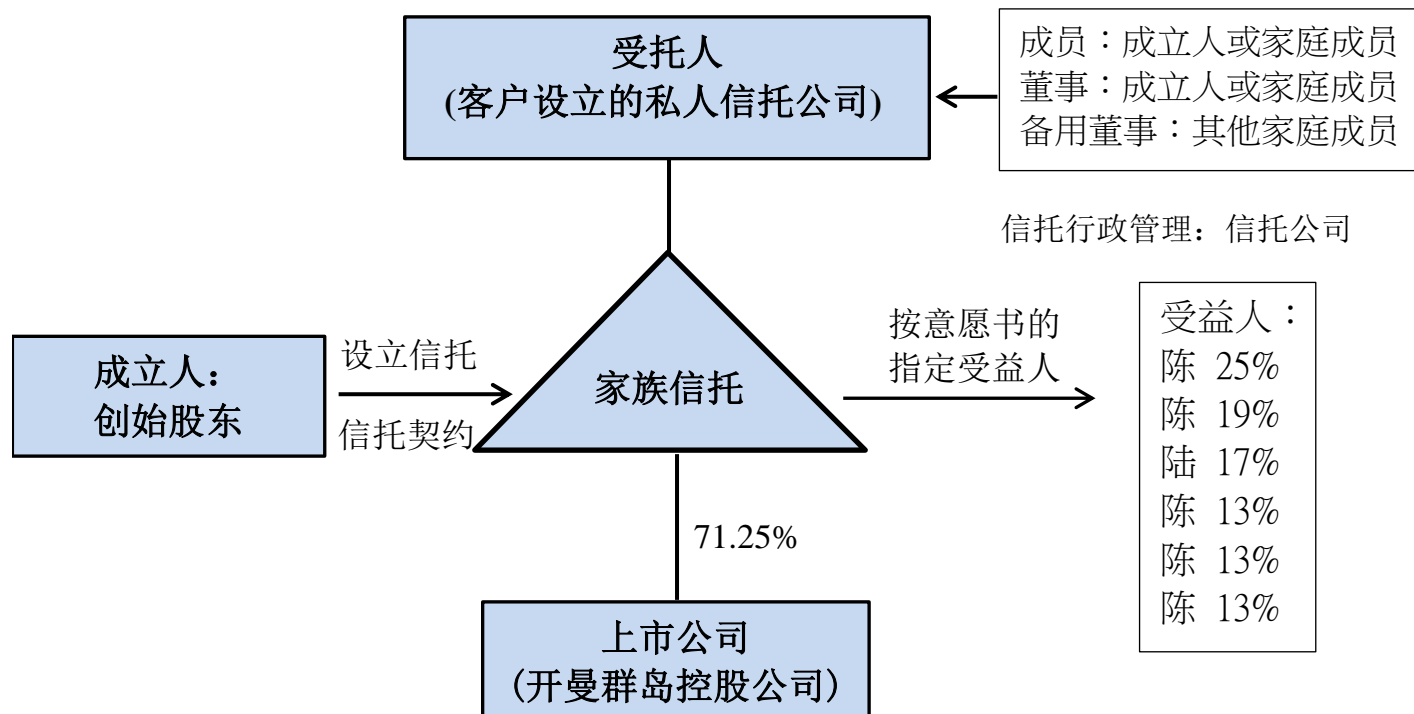 受托人
(客户设立的私人信托公司)
成员：成立人或家庭成员
董事：成立人或家庭成员
备用董事：其他家庭成员
信托行政管理：信托公司
成立人：
创始股东
设立信托
信托契约
家族信托
按意愿书的
指定受益人
受益人：
陈 25%
陈 19%
陆 17%
陈 13%
陈 13%
陈 13%
71.25%
上市公司
(开曼群岛控股公司)